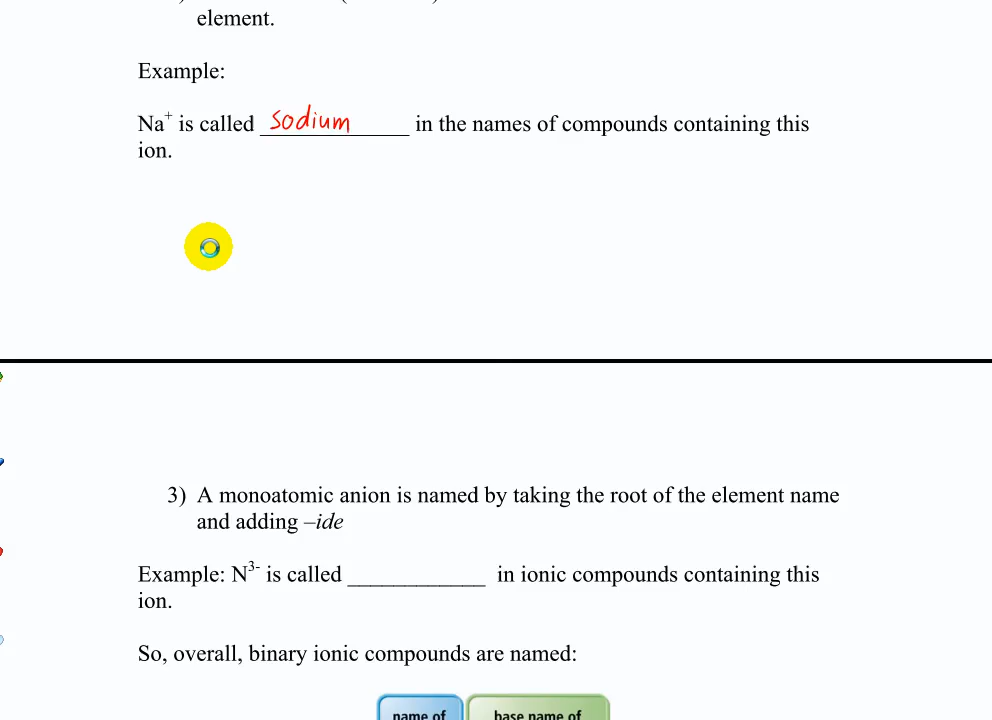 element.
Example:
Na+ is called sodium in the names of compounds containing this
ion.
3) A monoatomic anion is named by taking the root of the element name
and adding –ide
Example: N3- is called ____________ in ionic compounds containing this
ion.
So, overall, binary ionic compounds are named:
name of base name of